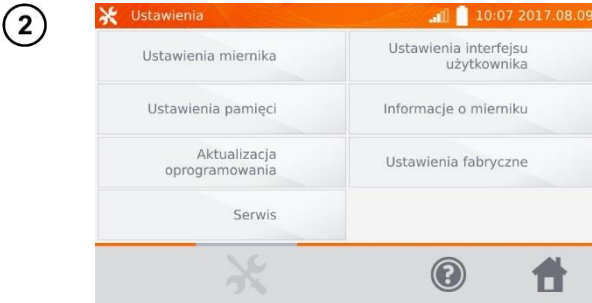 2
Ustawienia
10:07 2017.08.09
Ustawienia miernika
Ustawienia interfejsu
użytkownika
Ustawienia pamięci
Informacje o mierniku
Aktualizacja
oprogramowania
Ustawienia fabryczne
Serwis
?